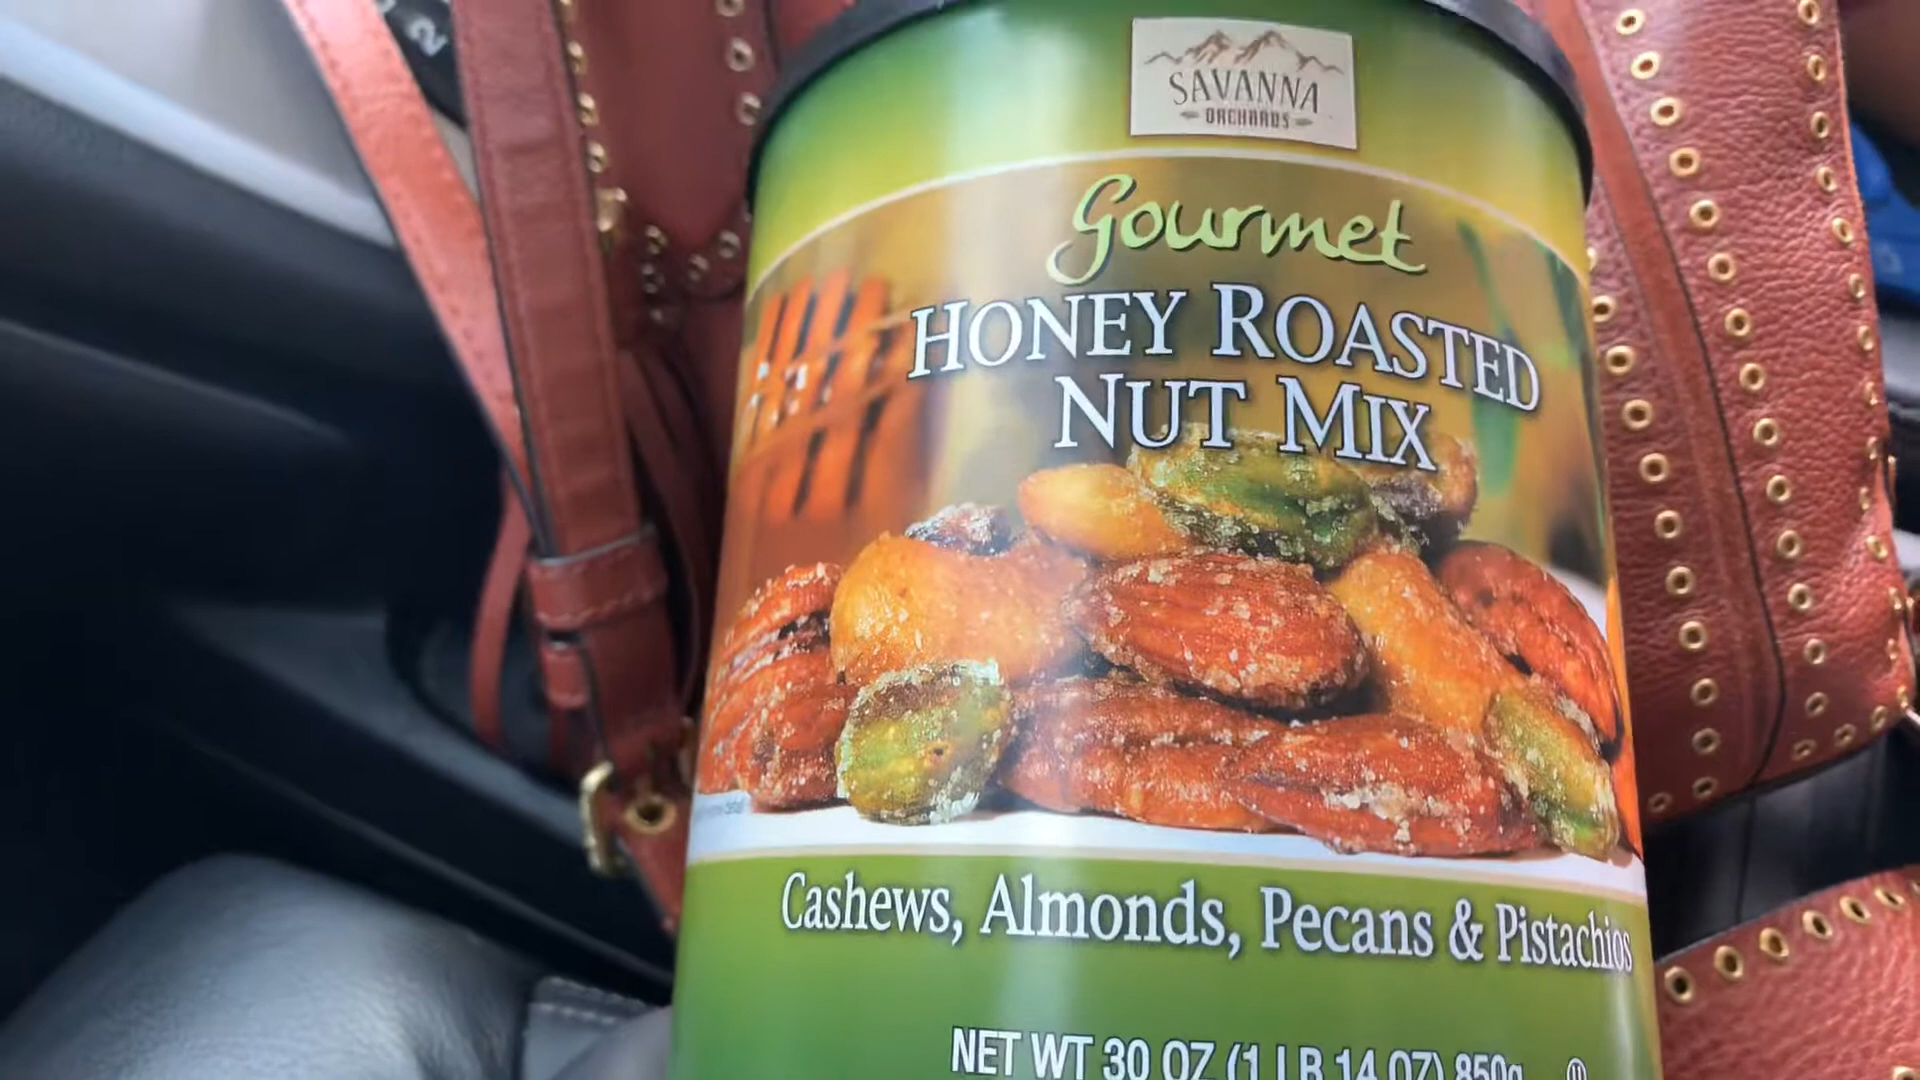 SAVANNA
ORCHARDS
Gourmet
HONEY ROASTED
NUT MIX
Cashews, Almonds, Pecans & Pistachios
NET WT 30 OZ (1 LB 14 OZ) 850g
2